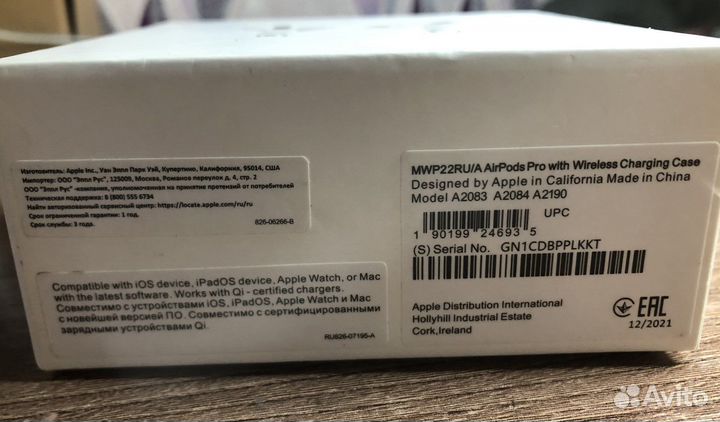 Изготовитель: Apple Inc., Уан Эппл Парк Уэй, Купертино, Калифорния, 95014, США
Импортер: ООО "Эппл Рус", 125009, Москва, Романов переулок д. 4, стр. 2
ООО "Эппл Рус" -компания, уполномоченная на принятие претензий от потребителей
Техническая поддержка: 8 (800) 555 6734
Найти авторизованный сервисный центр: https://locate.apple.com/ru/ru
Срок ограниченной гарантии: 1 год.
Срок службы: 3 года.
826-06266-B
Compatible with iOS device, iPadOS device, Apple Watch, or Mac
with the latest software. Works with Qi - certified chargers.
Совместимо с устройствами iOS, iPadOS, Apple Watch и Mac
с новейшей версией ПО. Совместимо с сертифицированными
зарядными устройствами Qi.
RU826-07195-A
MWP22RU/A AirPods Pro with Wireless Charging Case
Designed by Apple in California Made in China
Model A2083 A2084 A2190
UPC
1 90199 24693 5
(S) Serial No. GN1CDBPPLKKT
Apple Distribution International
Hollyhill Industrial Estate
Cork,Ireland
EAC
12/2021
Avito